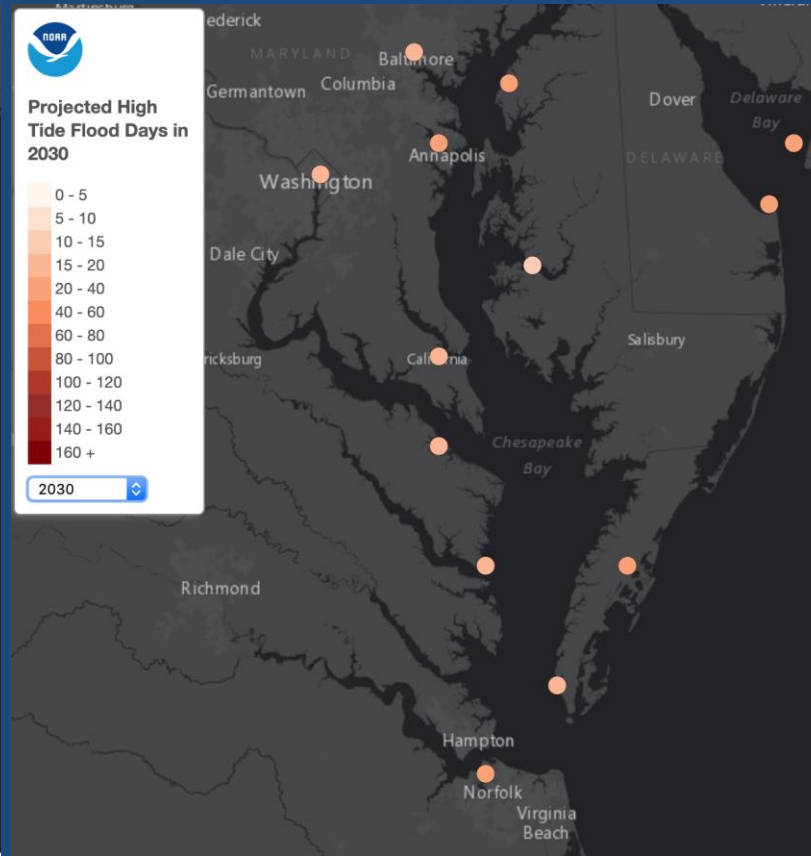 NOAA
Projected High
Tide Flood Days in
2030
0 - 5
5 - 10
10 - 15
15 - 20
20 - 40
40 - 60
60 - 80
80 - 100
100 - 120
120 - 140
140 - 160
160 +
2030
Martinsburg
ederick
MARYLAND
Baltimore
Columbia
Germantown
Dover
Delaware
Bay
Annapolis
DELAWARE
Washington
Dale City
ricksburg
California
Salisbury
Chesapeake
Bay
Richmond
Hampton
Norfolk
Virginia
Beach